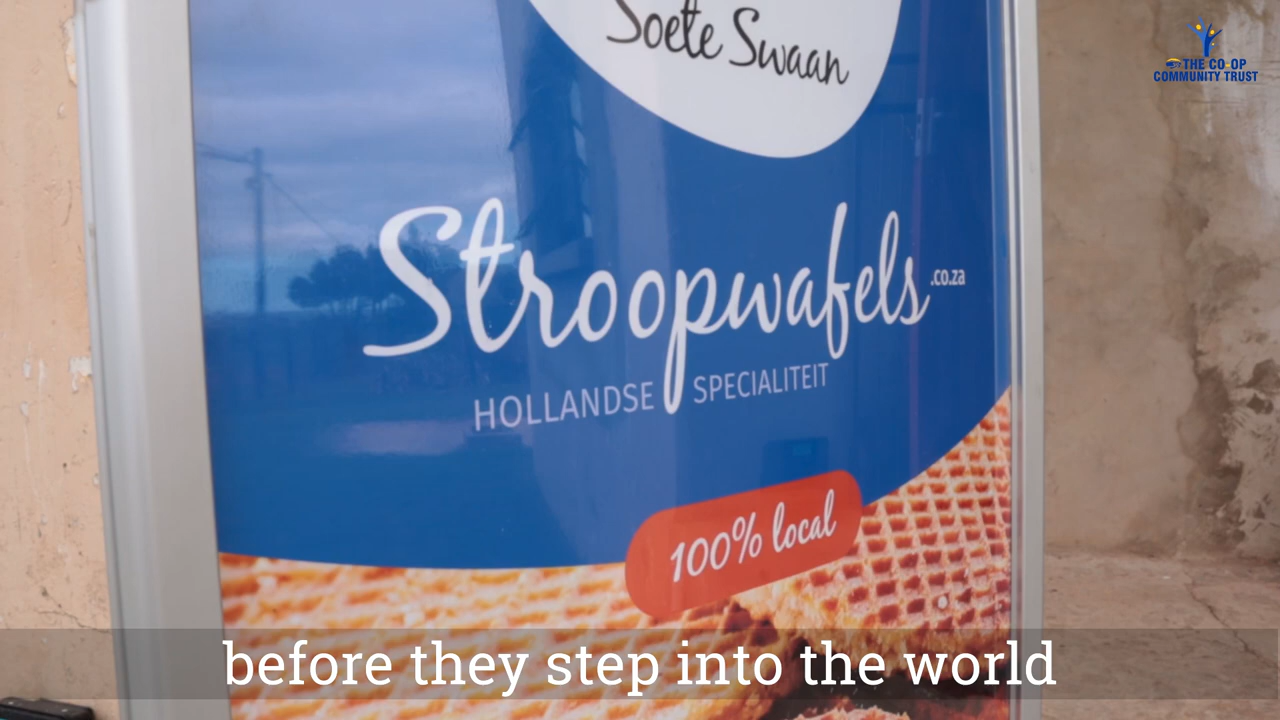 Soete Swaan
THE CO-OP
COMMUNITY TRUST
Stroopwafels.co.za
HOLLANDSE SPECIALITEIT
100% local
before they step into the world